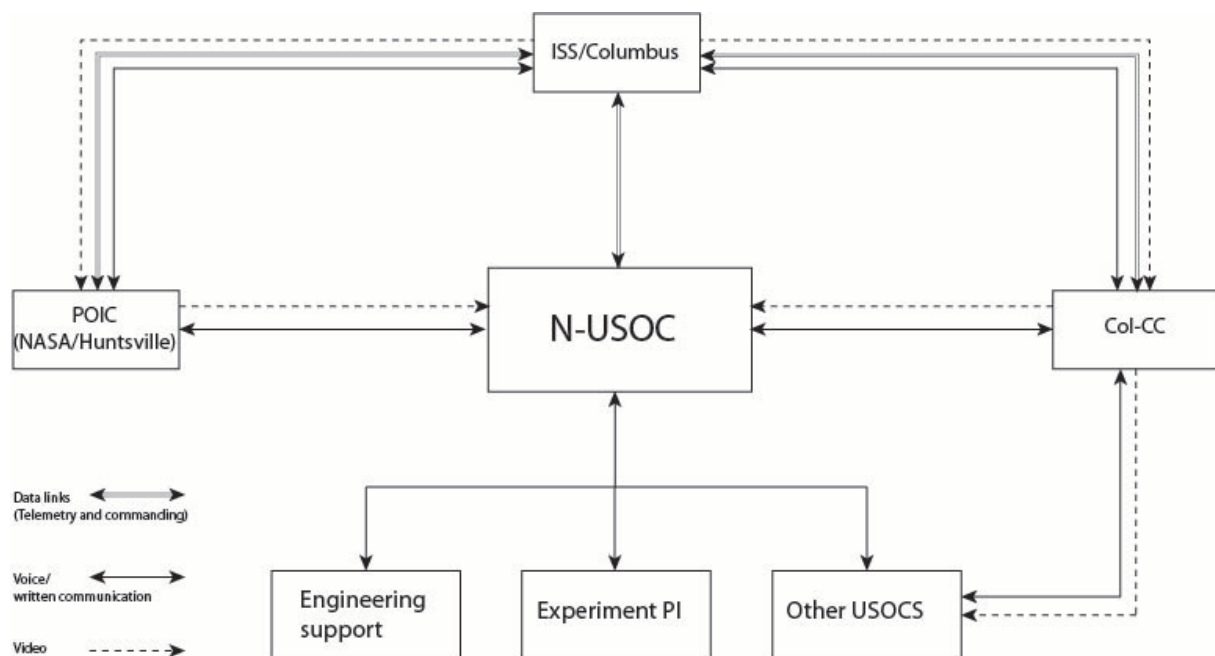 ISS/Columbus
POIC
(NASA/Huntsville)
N-USOC
Col-CC
Data links
(Telemetry and commanding)
Voice/
written communication
Video
Engineering
support
Experiment PI
Other USOCS